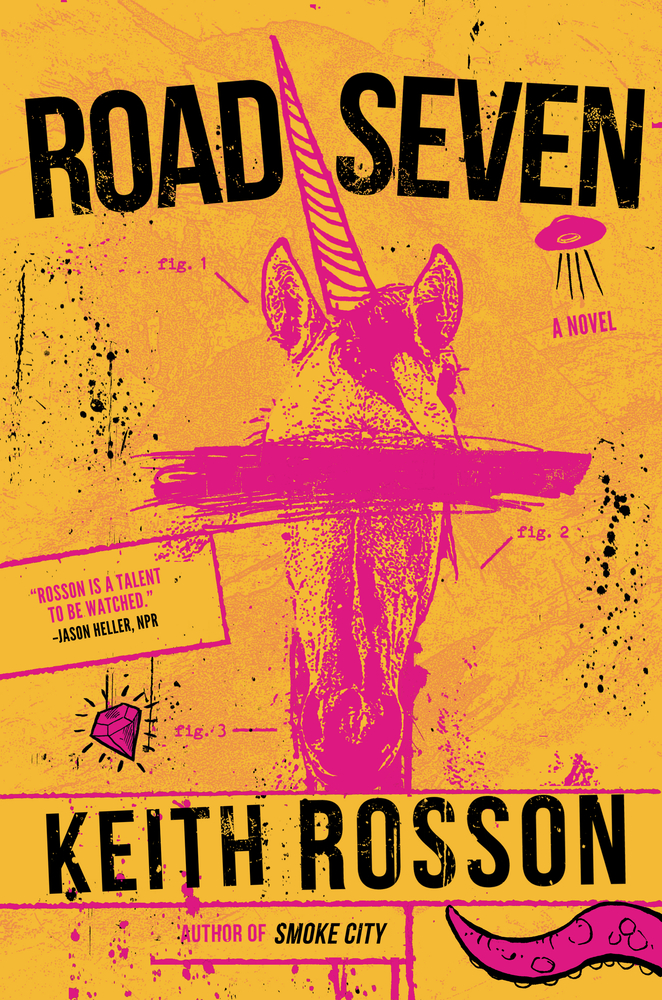 ROAD SEVEN
fig. 1
A NOVEL
fig. 2
“ROSSON IS A TALENT
TO BE WATCHED.”
–JASON HELLER, NPR
fig. 3
KEITH ROSSON
AUTHOR OF SMOKE CITY